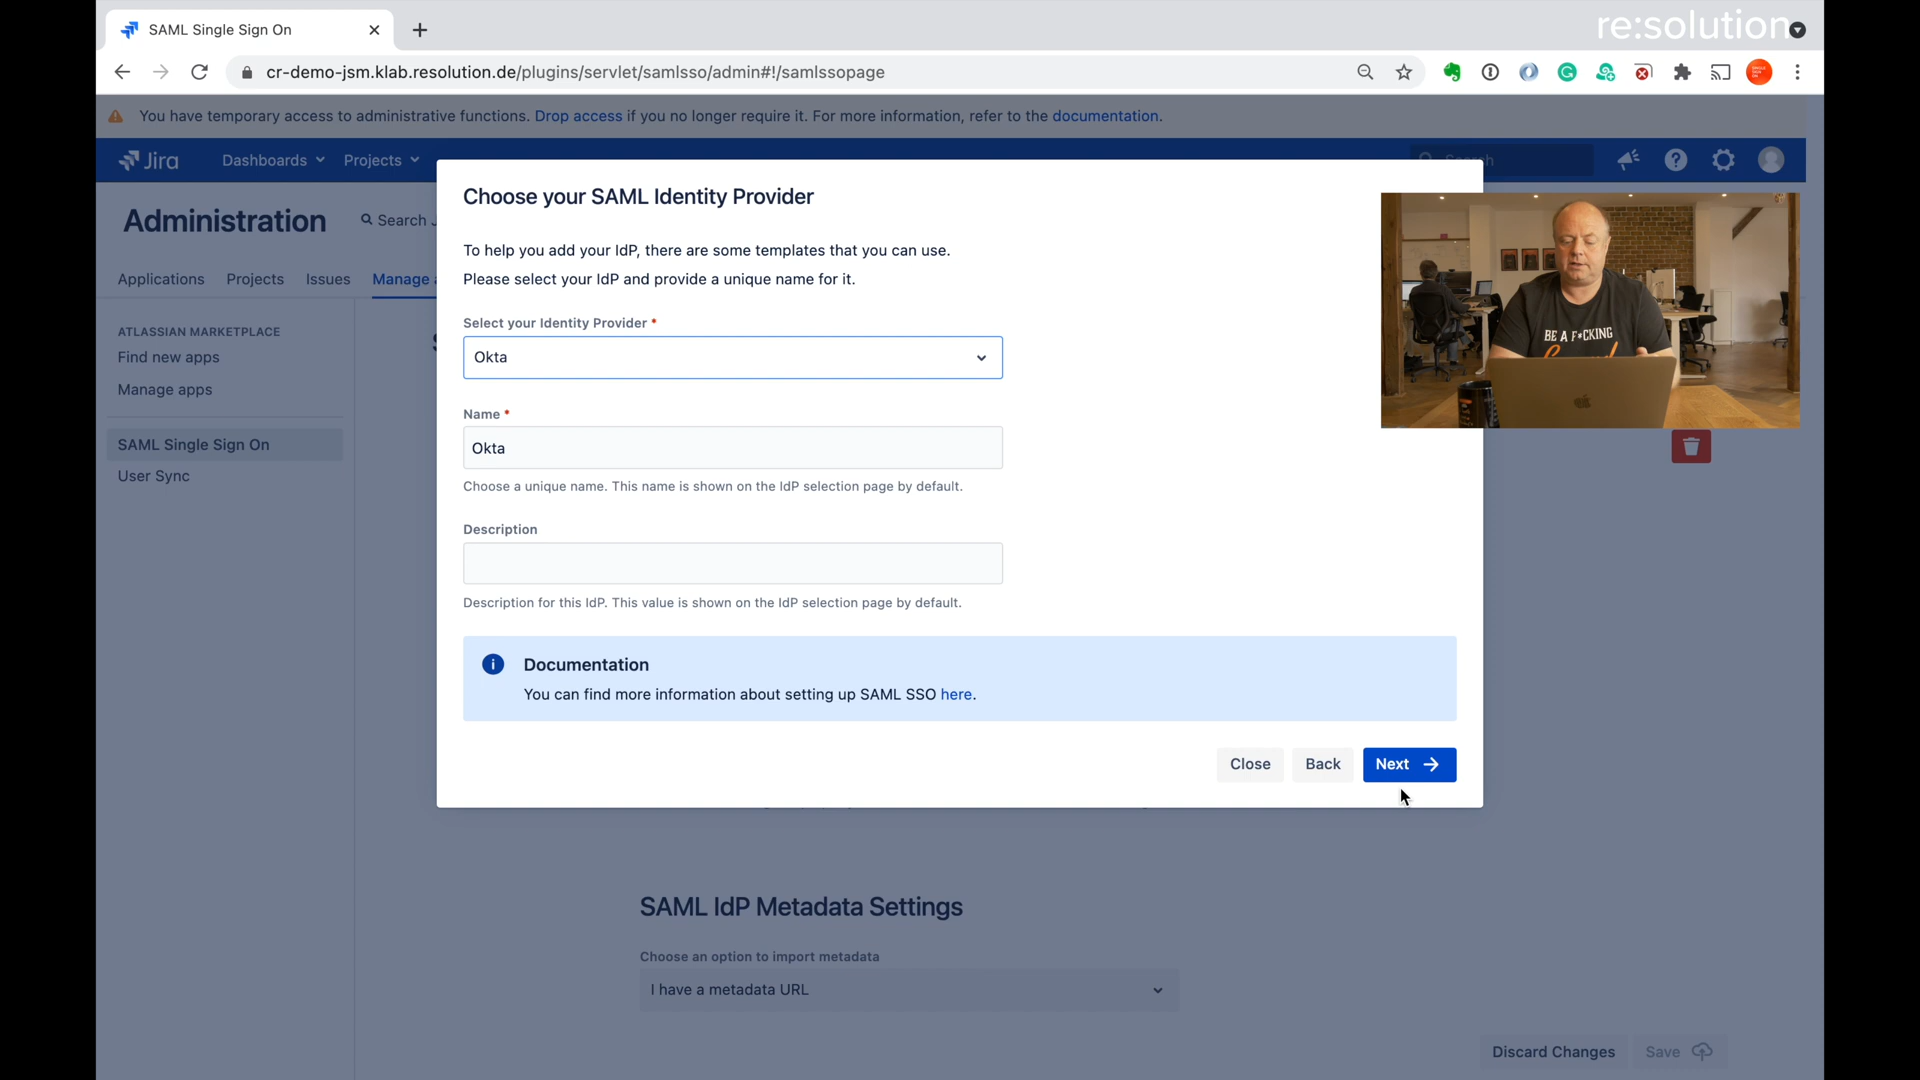 SAML Single Sign On
re:solution
cr-demo-jsm.klab.resolution.de/plugins/servlet/samlsso/admin#!/samlssopage
You have temporary access to administrative functions. Drop access if you no longer require it. For more information, refer to the documentation.
Jira
Dashboards
Projects
Administration
Search
Applications
Projects
Issues
Manage
ATLASSIAN MARKETPLACE
Find new apps
Manage apps
SAML Single Sign On
User Sync
Choose your SAML Identity Provider
To help you add your IdP, there are some templates that you can use.
Please select your IdP and provide a unique name for it.
Select your Identity Provider *
Okta
Name *
Okta
Choose a unique name. This name is shown on the IdP selection page by default.
Description
Description for this IdP. This value is shown on the IdP selection page by default.
Documentation
You can find more information about setting up SAML SSO here.
Close
Back
Next
BE A F*CKING
SAML IdP Metadata Settings
Choose an option to import metadata
I have a metadata URL
Discard Changes
Save